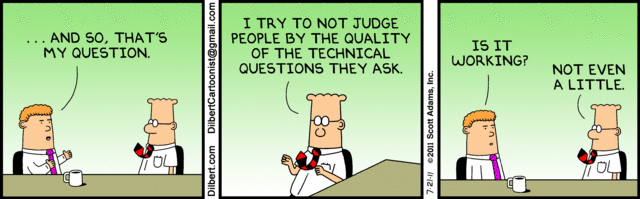 ... AND SO, THAT'S
MY QUESTION.
DilbertCartoonist@gmail.com
Dilbert.com
I TRY TO NOT JUDGE
PEOPLE BY THE QUALITY
OF THE TECHNICAL
QUESTIONS THEY ASK.
7-21-11 ©2011 Scott Adams, Inc.
IS IT
WORKING?
NOT EVEN
A LITTLE.